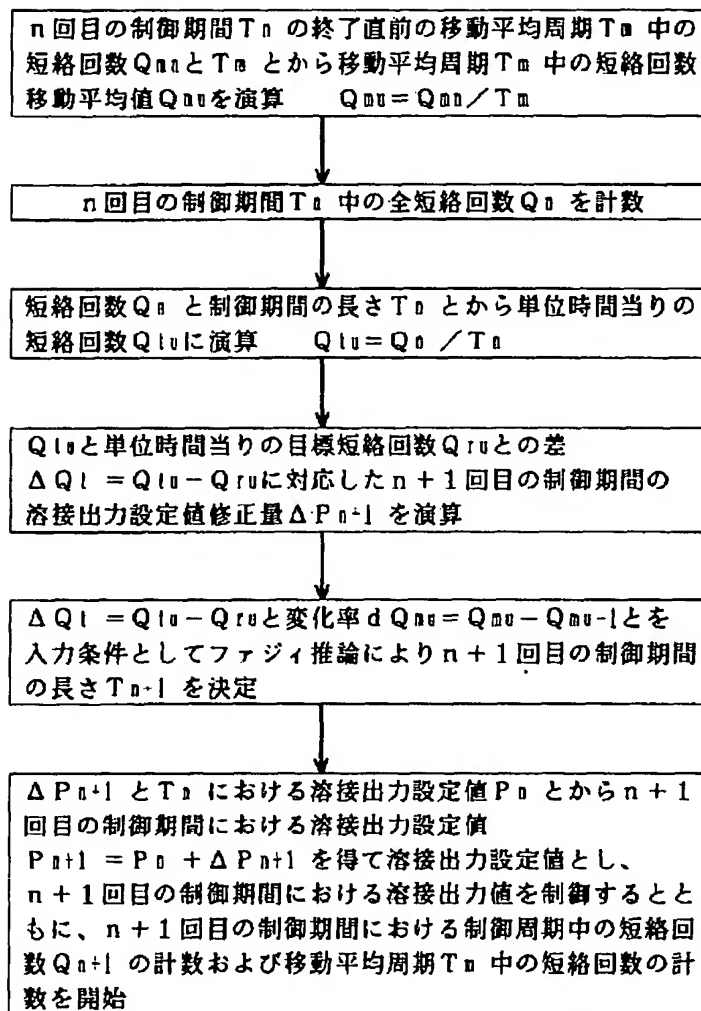 n回目の制御期間Tn の終了直前の移動平均周期Tm 中の
短絡回数QmnとTm とから移動平均周期Tm 中の短絡回数
移動平均値Qmuを演算　　Qmu=Qmn／Tm
n回目の制御期間Tn 中の全短絡回数Qn を計数
短絡回数Qn と制御期間の長さTn とから単位時間当りの
短絡回数Qtuに演算　　Qtu=Qn ／Tn
Qtuと単位時間当りの目標短絡回数Qruとの差
ΔQt =Qtu−Qruに対応したn+1回目の制御期間の
溶接出力設定値修正量ΔPn+1 を演算
ΔQt =Qtu−Qruと変化率dQmu=Qmu−Qmu-1とを
入力条件としてファジィ推論によりn+1回目の制御期間
の長さTn+1 を決定
ΔPn+1 とTn における溶接出力設定値Pn とからn+1
回目の制御期間における溶接出力設定値
Pn+1 =Pn +ΔPn+1 を得て溶接出力設定値とし、
n+1回目の制御期間における溶接出力値を制御するとと
もに、n+1回目の制御期間における制御周期中の短絡回
数Qn+1 の計数および移動平均周期Tm 中の短絡回数の計
数を開始